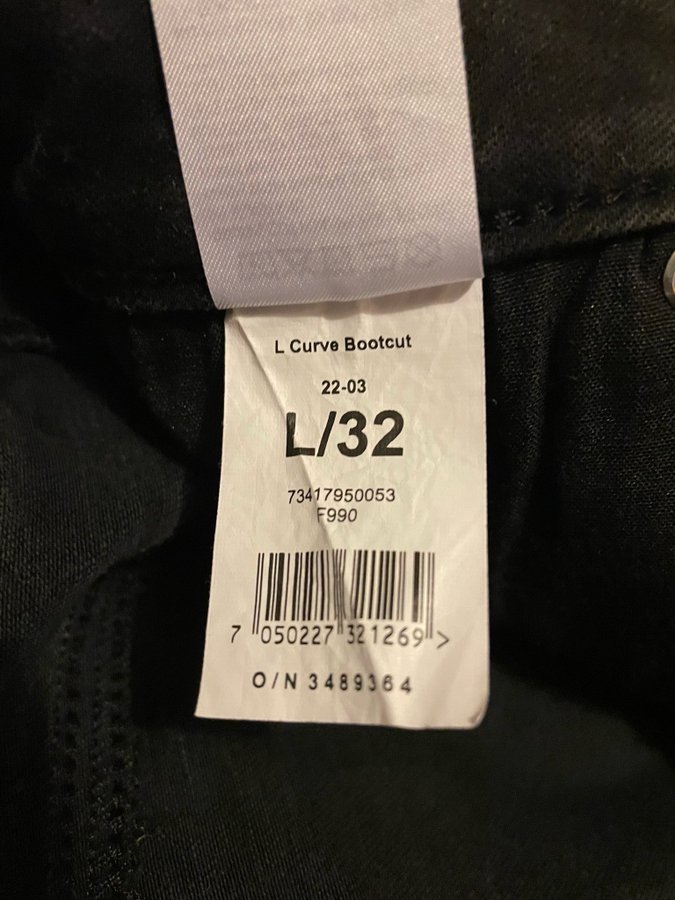 L Curve Bootcut
22-03
L/32
73417950053
F990
7 050227 321269 >
O/N 3489364